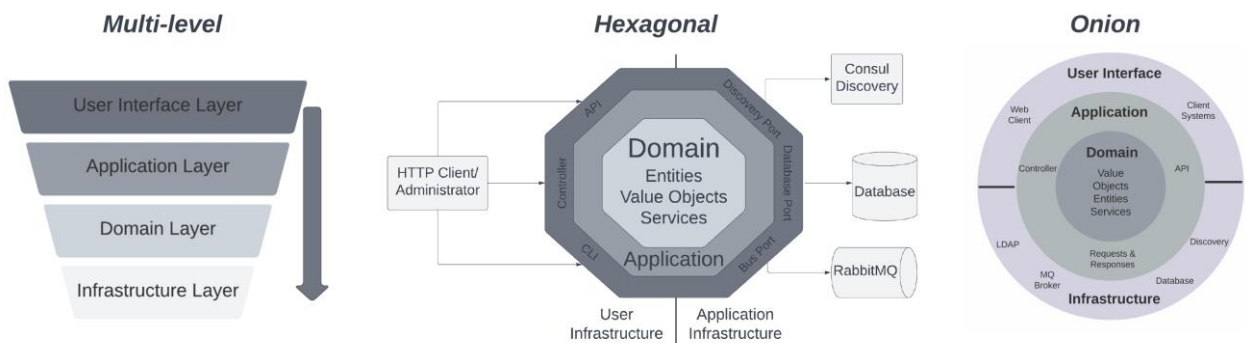 Multi-level
User Interface Layer
Application Layer
Domain Layer
Infrastructure Layer
Hexagonal
HTTP Client/
Administrator
API
Controller
CLI
Domain
Entities
Value Objects
Services
Application
Discovery Port
Database Port
Bus Port
Consul
Discovery
Database
RabbitMQ
User
Infrastructure
Application
Infrastructure
Onion
User Interface
Web
Client
Client
Systems
Application
Controller
API
Domain
Value
Objects
Entities
Services
Requests &
Responses
LDAP
MQ
Broker
Discovery
Database
Infrastructure